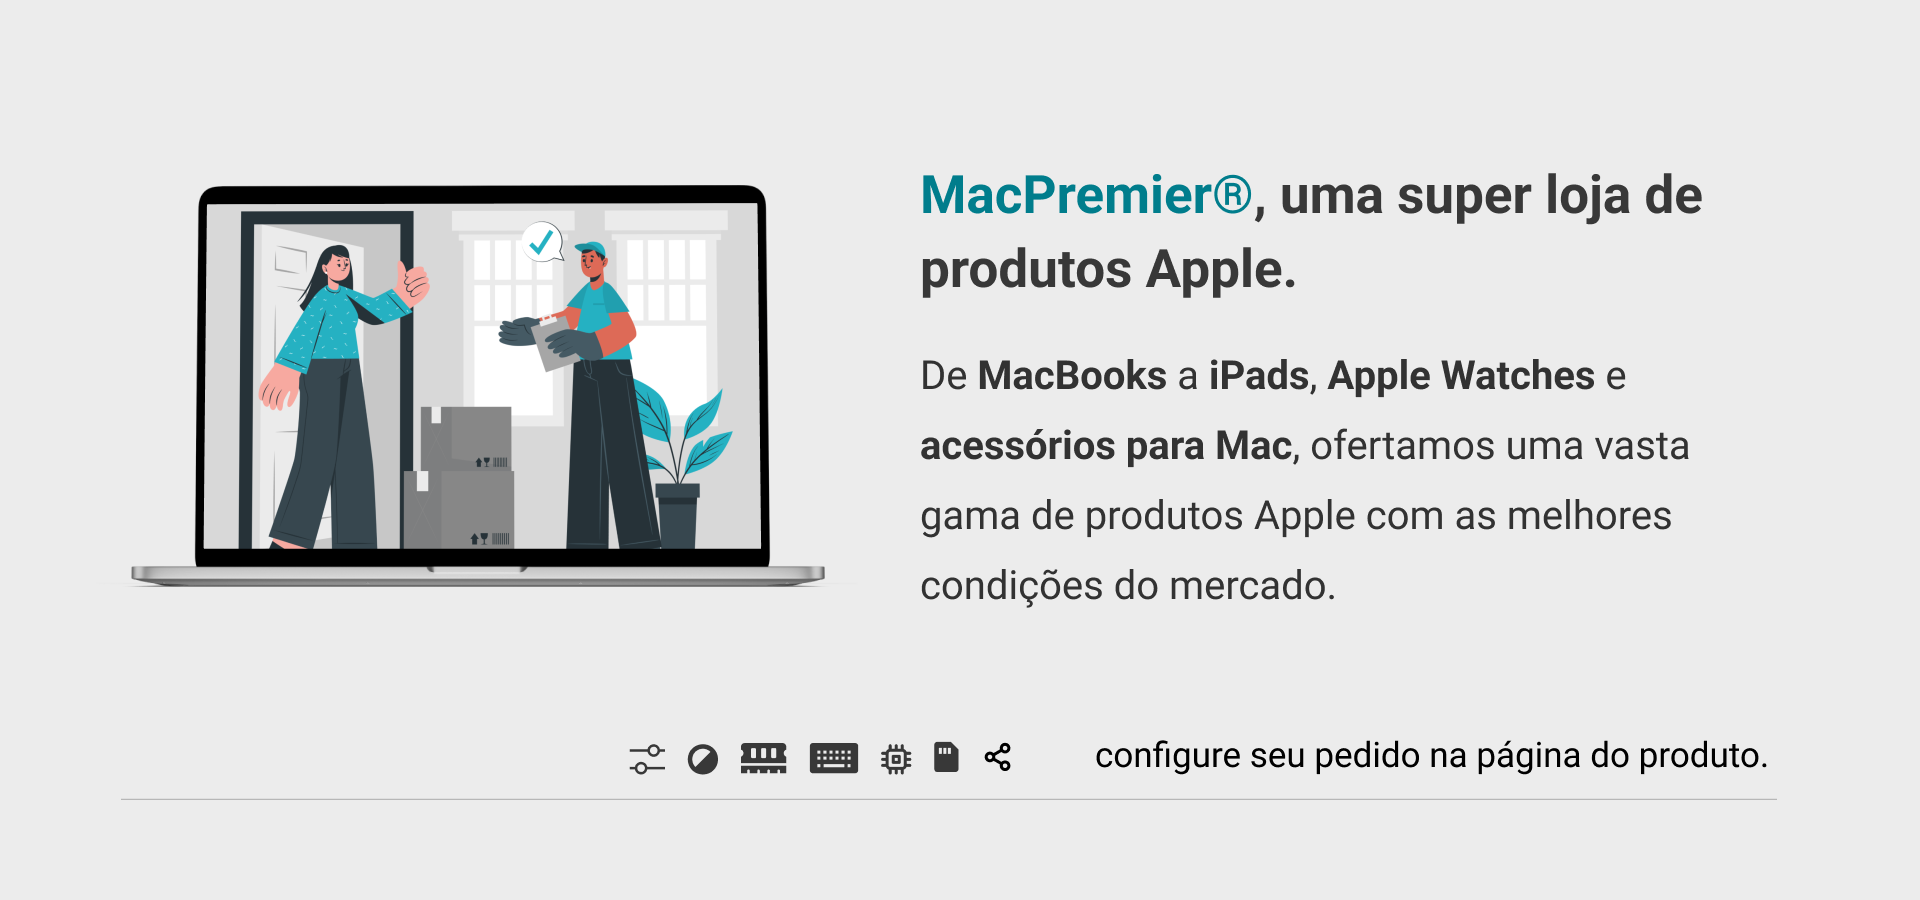 MacPremier®, uma super loja de
produtos Apple.
De MacBooks a iPads, Apple Watches e
acessórios para Mac, ofertamos uma vasta
gama de produtos Apple com as melhores
condições do mercado.
configure seu pedido na página do produto.